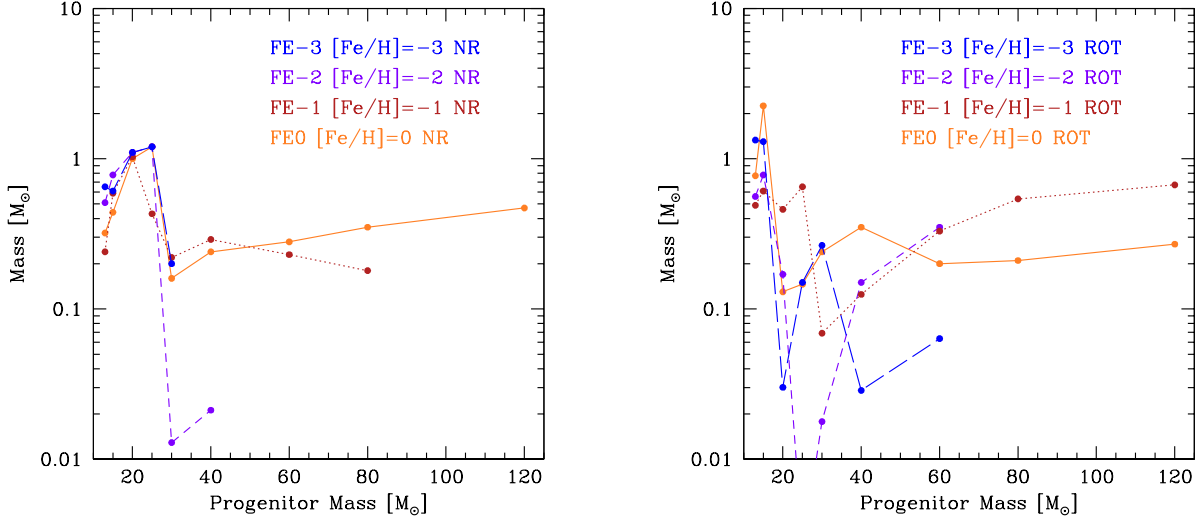 10
FE-3 [Fe/H]=-3 NR
FE-2 [Fe/H]=-2 NR
FE-1 [Fe/H]=-1 NR
FE0 [Fe/H]=0 NR
1
0.1
0.01
Mass [M⊙]
20 40 60 80 100 120
Progenitor Mass [M⊙]
10
FE-3 [Fe/H]=-3 ROT
FE-2 [Fe/H]=-2 ROT
FE-1 [Fe/H]=-1 ROT
FE0 [Fe/H]=0 ROT
1
0.1
0.01
Mass [M⊙]
20 40 60 80 100 120
Progenitor Mass [M⊙]